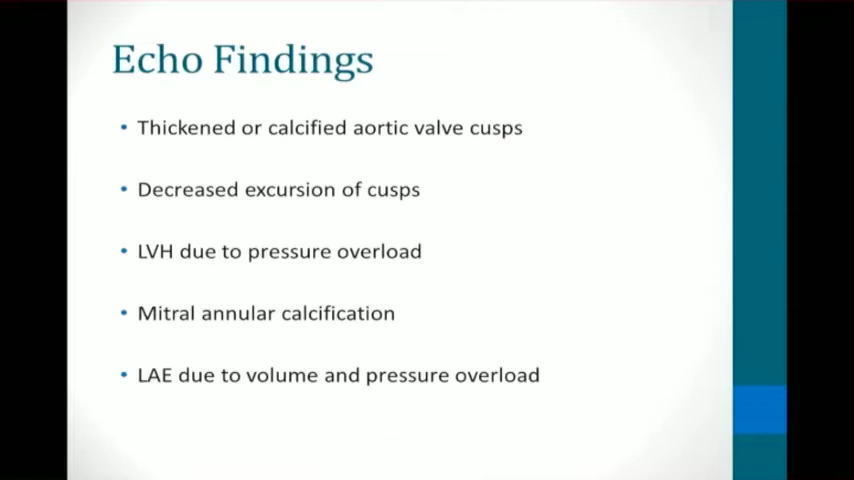 Echo Findings
• Thickened or calcified aortic valve cusps
• Decreased excursion of cusps
• LVH due to pressure overload
• Mitral annular calcification
• LAE due to volume and pressure overload